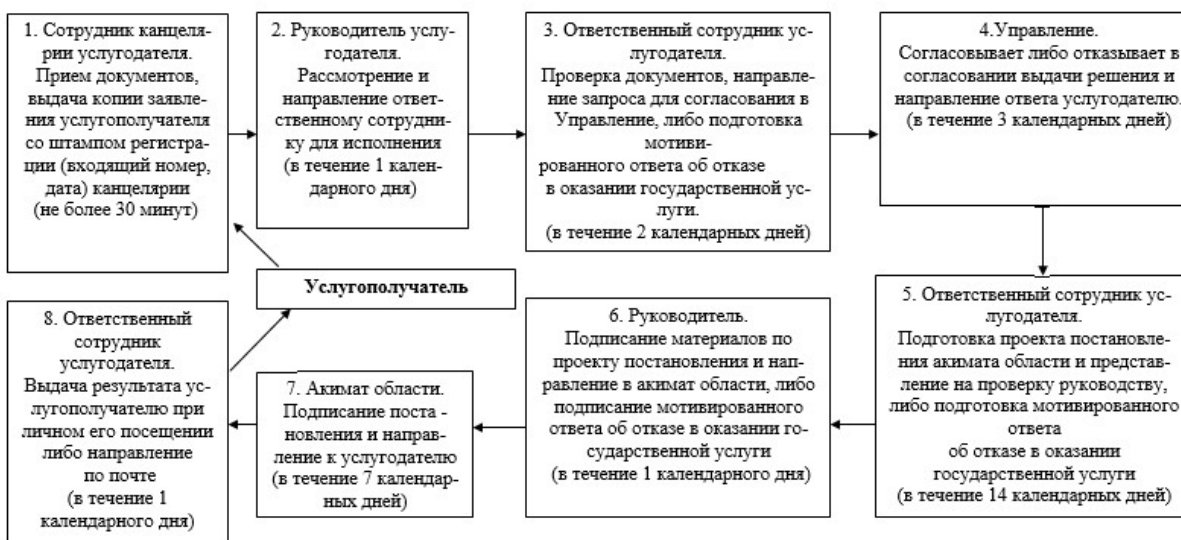 1. Сотрудник канцеля-
рии услугодателя.
Прием документов,
выдача копии заявле-
ния услугополучателя
со штампом регистра-
ции (входящий номер,
дата) канцелярии
(не более 30 минут)
2. Руководитель услу-
годателя.
Рассмотрение и
направление ответ-
ственному сотрудни-
ку для исполнения
(в течение 1 кален-
дарного дня)
3. Ответственный сотрудник ус-
лугодателя.
Проверка документов, направле-
ние запроса для согласования в
Управление, либо подготовка
мотиви-
рованного ответа об отказе
в оказании государственной ус-
луги.
(в течение 2 календарных дней)
4.Управление.
Согласовывает либо отказывает в
согласовании выдачи решения и
направление ответа услугодателю.
(в течение 3 календарных дней)
Услугополучатель
5. Ответственный сотрудник ус-
лугодателя.
Подготовка проекта постановле-
ния акимата области и представ-
ление на проверку руководству,
либо подготовка мотивированного
ответа
об отказе в оказании
государственной услуги
(в течение 14 календарных дней)
6. Руководитель.
Подписание материалов по
проекту постановления и нап-
равление в акимат области, либо
подписание мотивированного
ответа об отказе в оказании го-
сударственной услуги
(в течение 1 календарного дня)
7. Акимат области.
Подписание поста -
новления и направ-
ление к услугодателю
(в течение 7 календар-
ных дней)
8. Ответственный
сотрудник
услугодателя.
Выдача результата ус-
лугополучателю при
личном его посещении
либо направление
по почте
(в течение 1
календарного дня)